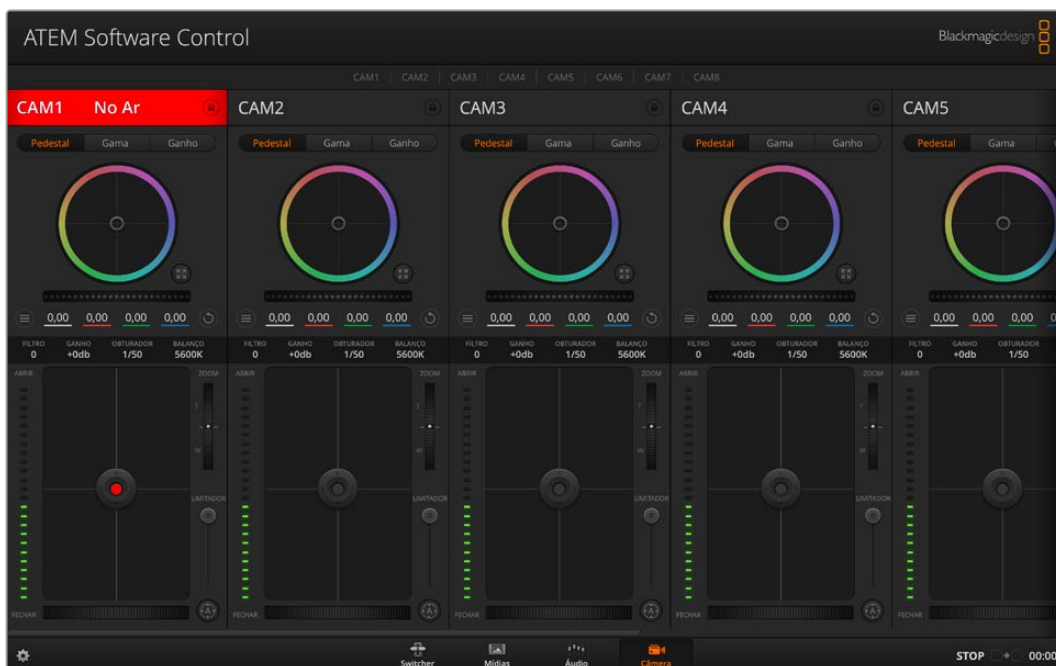 ATEM Software Control
Blackmagicdesign
CAM1 CAM2 CAM3 CAM4 CAM5 CAM6 CAM7 CAM8
CAM1 No Ar CAM2 CAM3 CAM4 CAM5
Pedestal Gama Ganho Pedestal Gama Ganho Pedestal Gama Ganho Pedestal Gama Ganho Pedestal Gama
0,00 0,00 0,00 0,00 0,00 0,00 0,00 0,00 0,00 0,00 0,00 0,00 0,00 0,00 0,00 0,00 0,00 0,00 0,00
FILTRO GANHO OBTURADOR BALANÇO FILTRO GANHO OBTURADOR BALANÇO FILTRO GANHO OBTURADOR BALANÇO FILTRO GANHO OBTURADOR BALANÇO FILTRO GANHO OBTURADOR
0 +0db 1/50 5600K 0 +0db 1/50 5600K 0 +0db 1/50 5600K 0 +0db 1/50 5600K 0 +0db 1/50
ABRIR ZOOM ABRIR ZOOM ABRIR ZOOM ABRIR ZOOM ABRIR
T T T T
W W W W
LIMITADOR LIMITADOR LIMITADOR LIMITADOR
FECHAR A FECHAR A FECHAR A FECHAR A FECHAR
Switcher Mídias Áudio Câmera
STOP 00:00